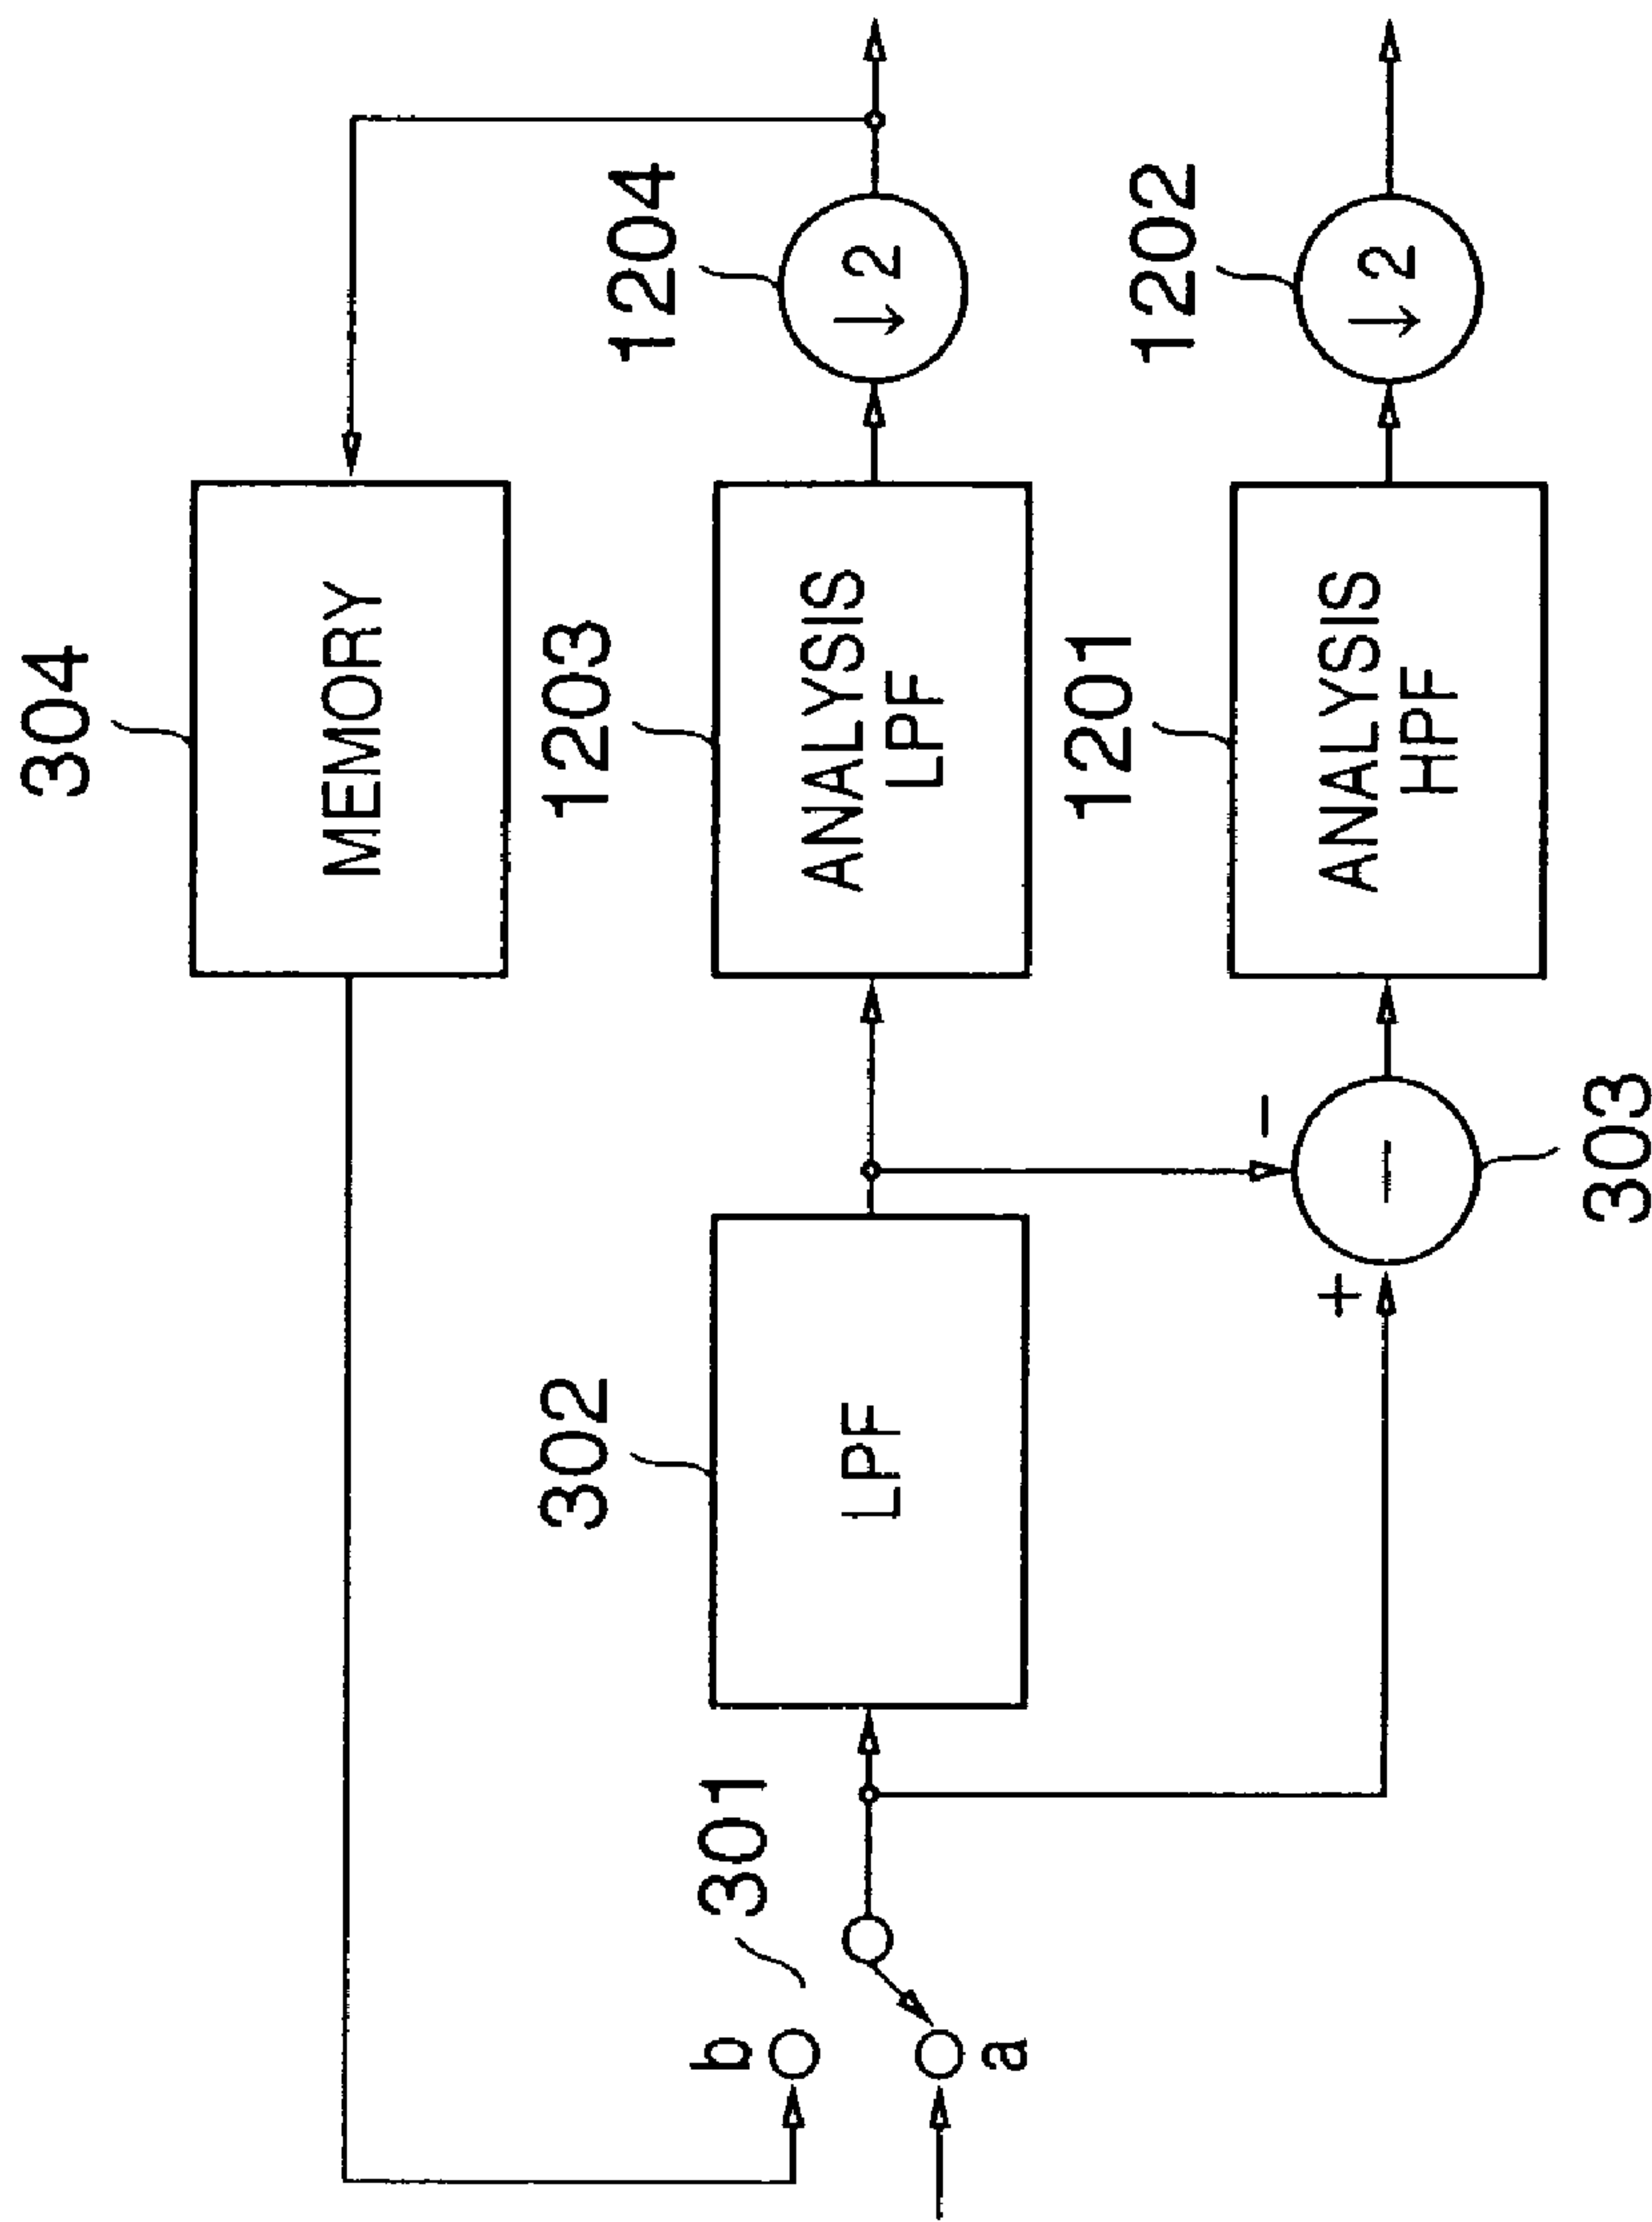 304
MEMORY
1203
ANALYSIS
LPF
1204
↓ 2
302
LPF
1201
ANALYSIS
HPF
1202
↓ 2
b
301
a
+
−
−
303